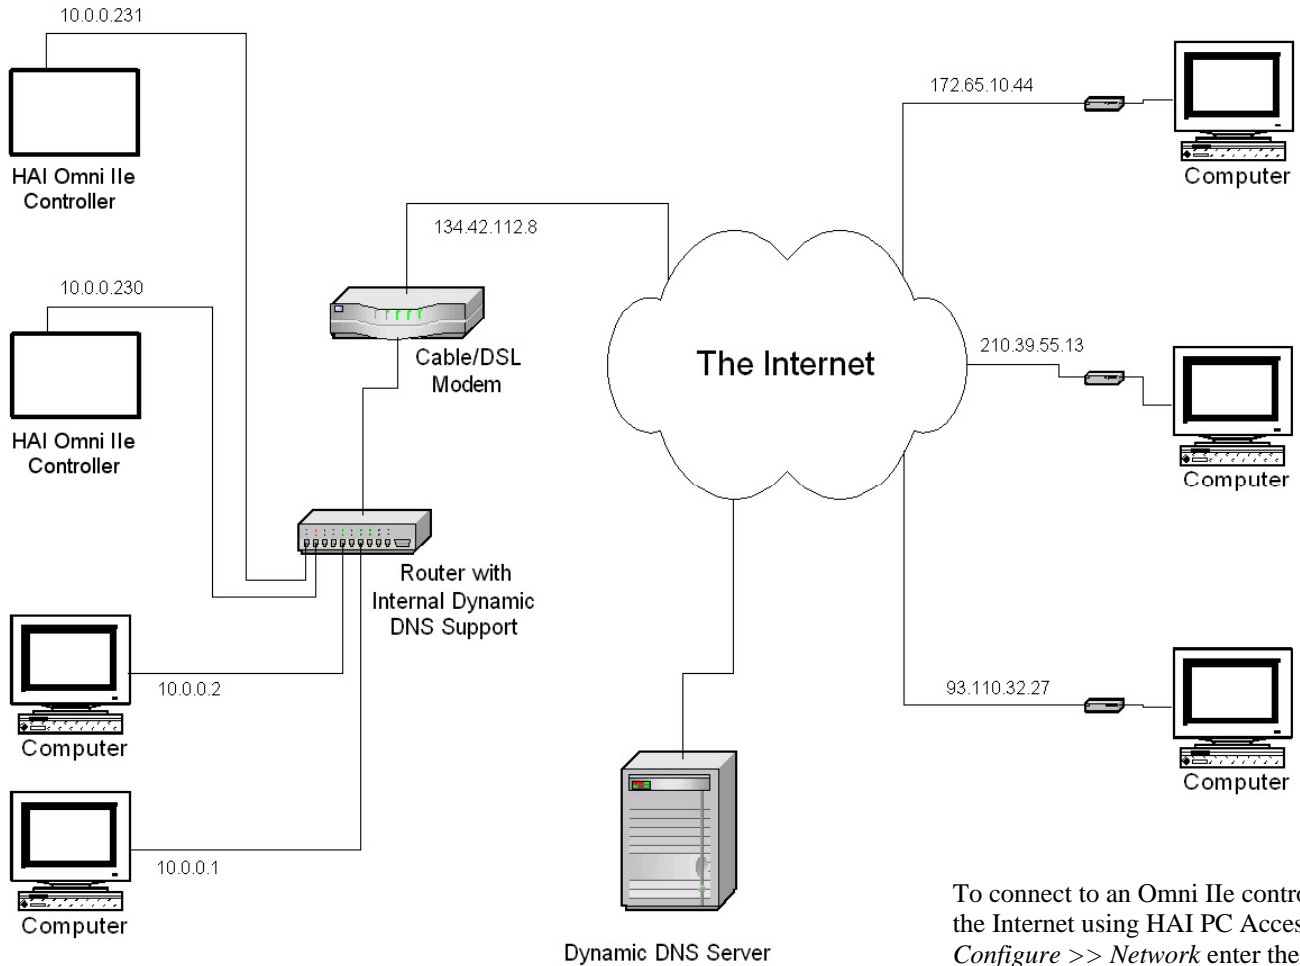 10.0.0.231
HAI Omni IIe
Controller
10.0.0.230
HAI Omni IIe
Controller
134.42.112.8
Cable/DSL
Modem
Router with
Internal Dynamic
DNS Support
10.0.0.2
Computer
10.0.0.1
Computer
The Internet
Dynamic DNS Server
172.65.10.44
Computer
210.39.55.13
Computer
93.110.32.27
Computer
To connect to an Omni IIe contro
the Internet using HAI PC Acces
Configure >> Network enter the